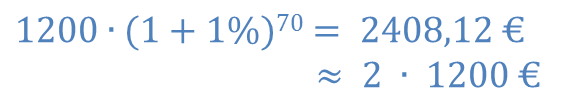 1200 · (1 + 1%)⁷⁰ = 2408,12 €
≈ 2 · 1200 €